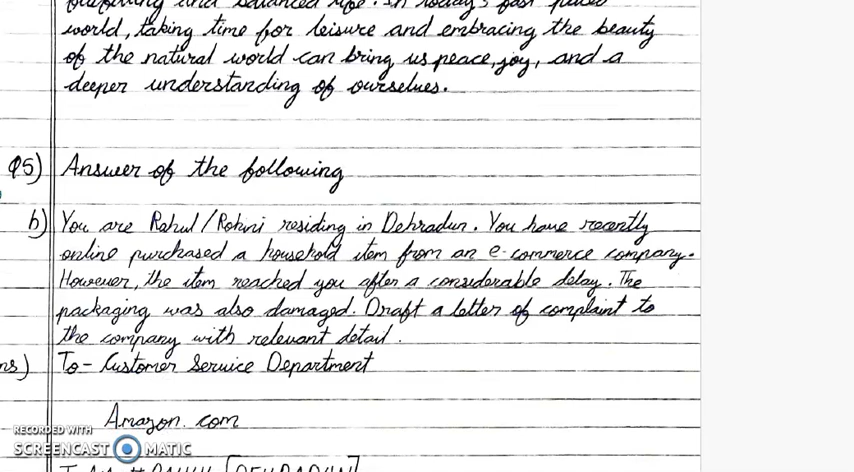 world, taking time for leisure and embracing the beauty
of the natural world can bring us peace, joy, and a
deeper understanding of ourselves.
Q5) Answer of the following
b) You are Rahul/Rohini residing in Dehradun. You have recently
online purchased a household item from an e-commerce company.
However, the item reached you after a considerable delay. The
packaging was also damaged. Draft a letter of complaint to
the company with relevant detail.
ns) To- Customer Service Department
Amazon.com
RECORDED WITH
SCREENCAST MATIC